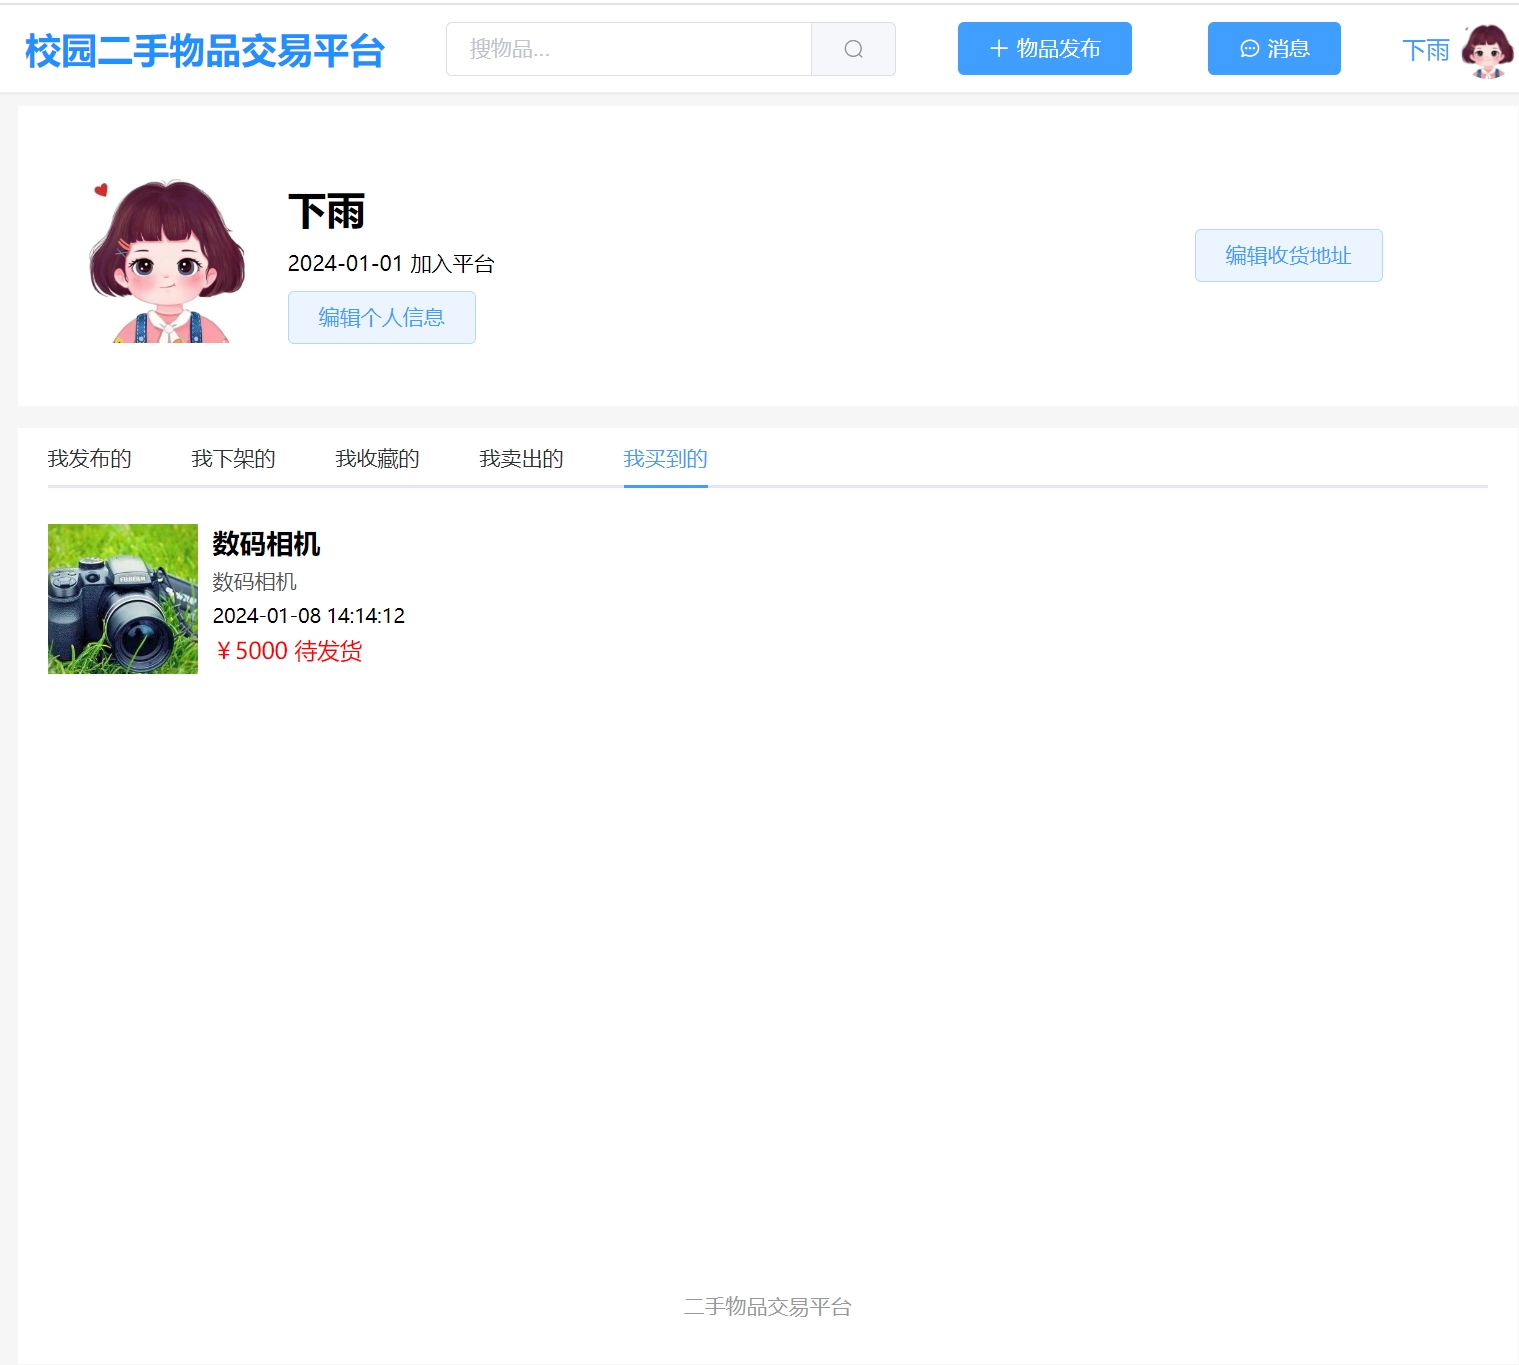 校园二手物品交易平台
搜物品...
物品发布
消息
下雨
下雨
2024-01-01 加入平台
编辑个人信息
编辑收货地址
我发布的 我下架的 我收藏的 我卖出的 我买到的
FUJIFILM
数码相机
数码相机
2024-01-08 14:14:12
￥5000 待发货
二手物品交易平台